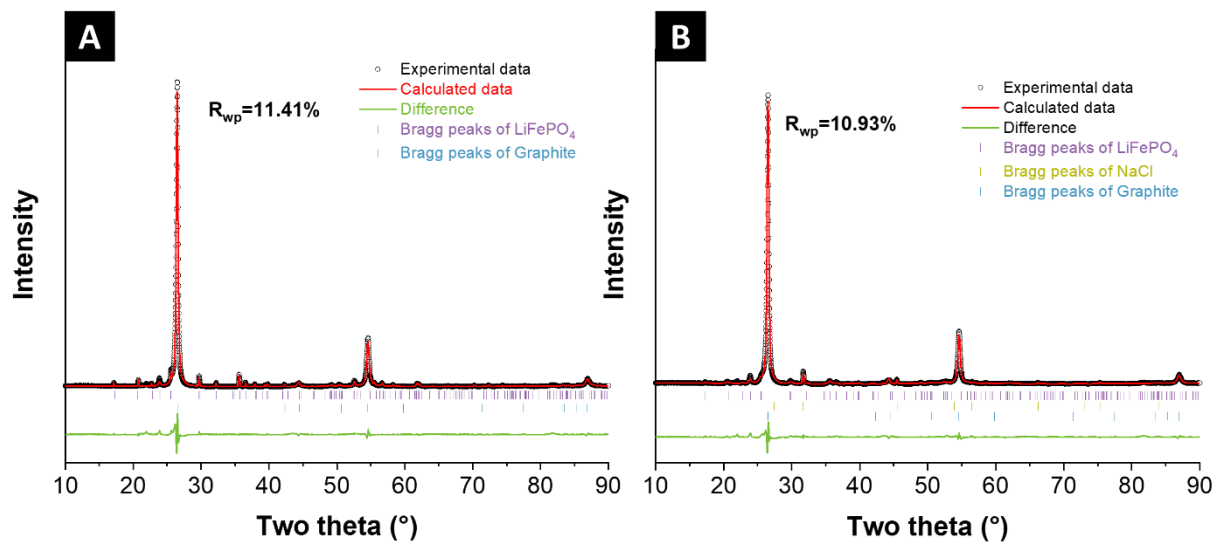 A
Experimental data
Calculated data
Difference
Bragg peaks of LiFePO₄
Bragg peaks of Graphite
R_wp=11.41%
Intensity
10 20 30 40 50 60 70 80 90
Two theta (°)
B
Experimental data
Calculated data
Difference
Bragg peaks of LiFePO₄
Bragg peaks of NaCl
Bragg peaks of Graphite
R_wp=10.93%
Intensity
10 20 30 40 50 60 70 80 90
Two theta (°)